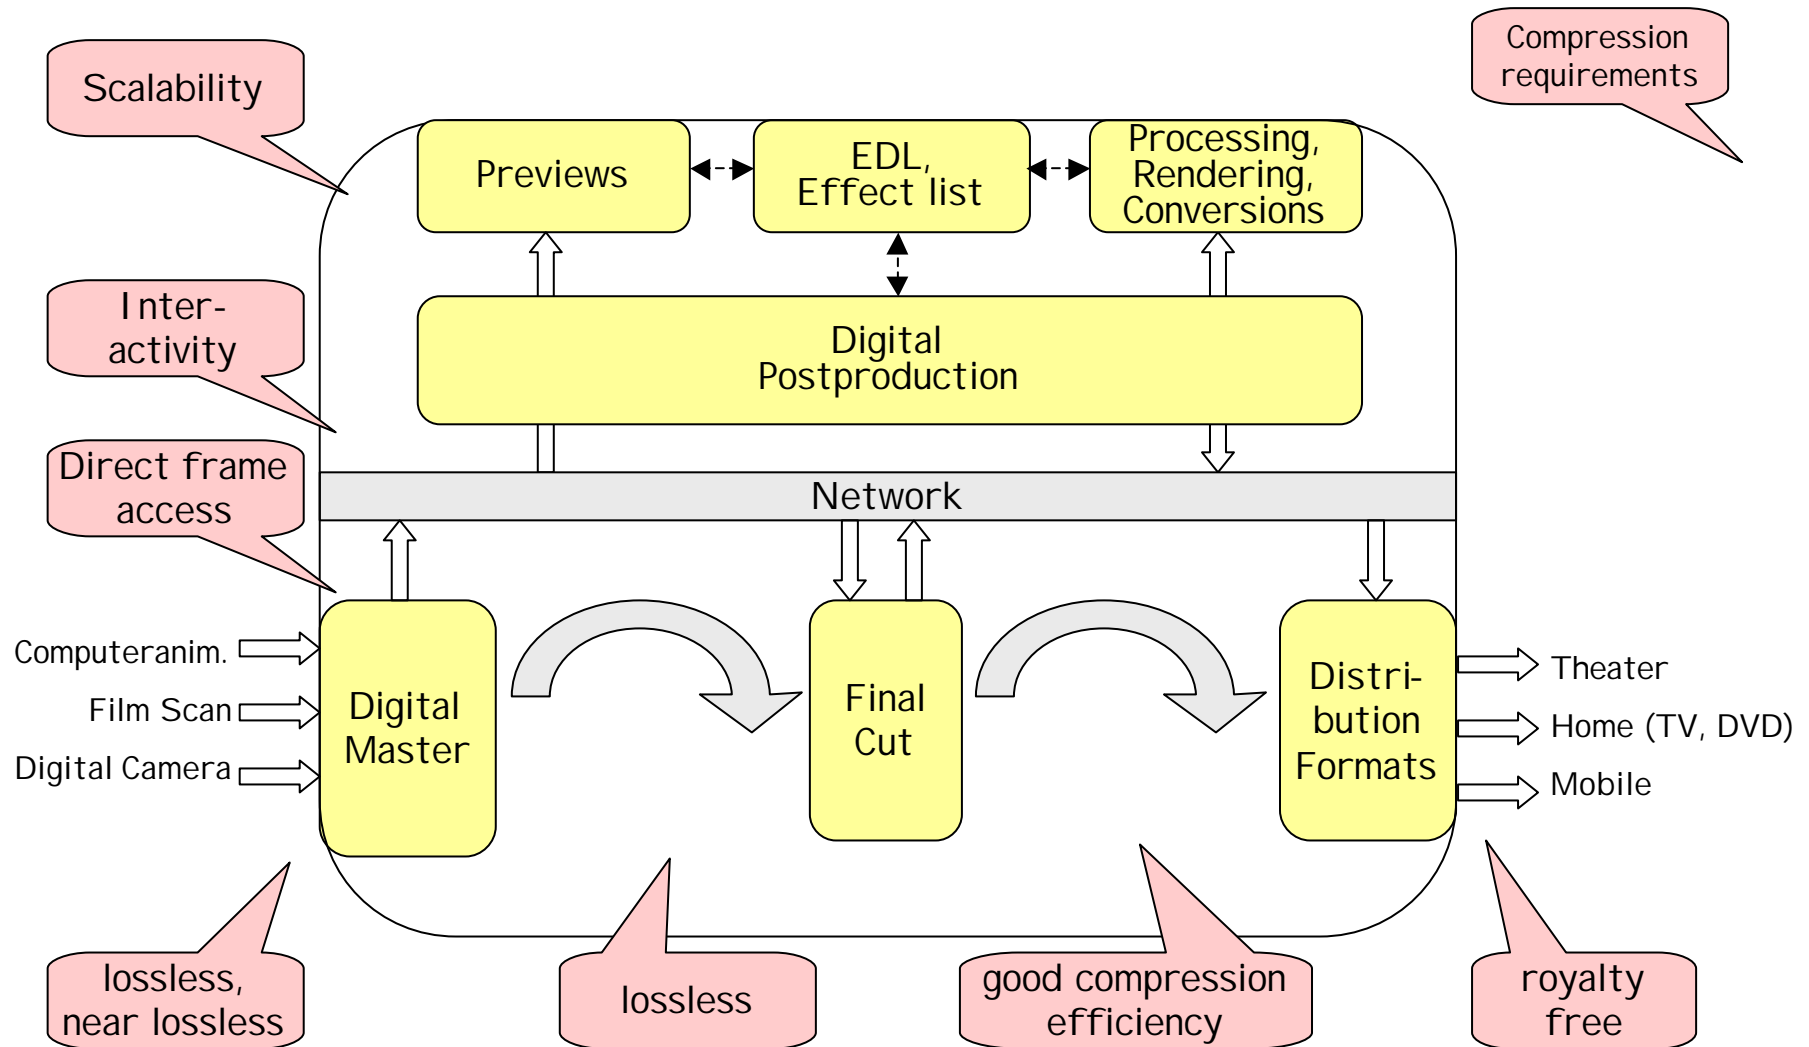 Compression
requirements
Scalability
Previews
EDL,
Effect list
Processing,
Rendering,
Conversions
Inter-
activity
Digital
Postproduction
Direct frame
access
Network
Computeranim.
Film Scan
Digital Camera
Digital
Master
Final
Cut
Distri-
bution
Formats
Theater
Home (TV, DVD)
Mobile
lossless,
near lossless
lossless
good compression
efficiency
royalty
free